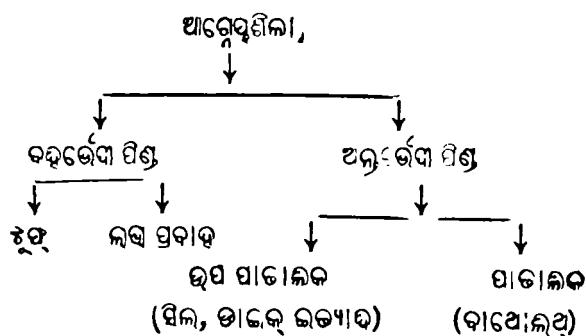 ଆଗ୍ନେୟଶିଳା
ବହିର୍ଭେଦୀ ପିଣ୍ଡ ଅନ୍ତର୍ଭେଦୀ ପିଣ୍ଡ
ଟୁଫ୍ ଲାଭା ପ୍ରବାହ
ଉପ ପାତାଳକ ପାତାଳକ
(ସିଲ, ଡାଇକ୍ ଇତ୍ୟାଦି) (ବାଥୋଲିଥ୍)